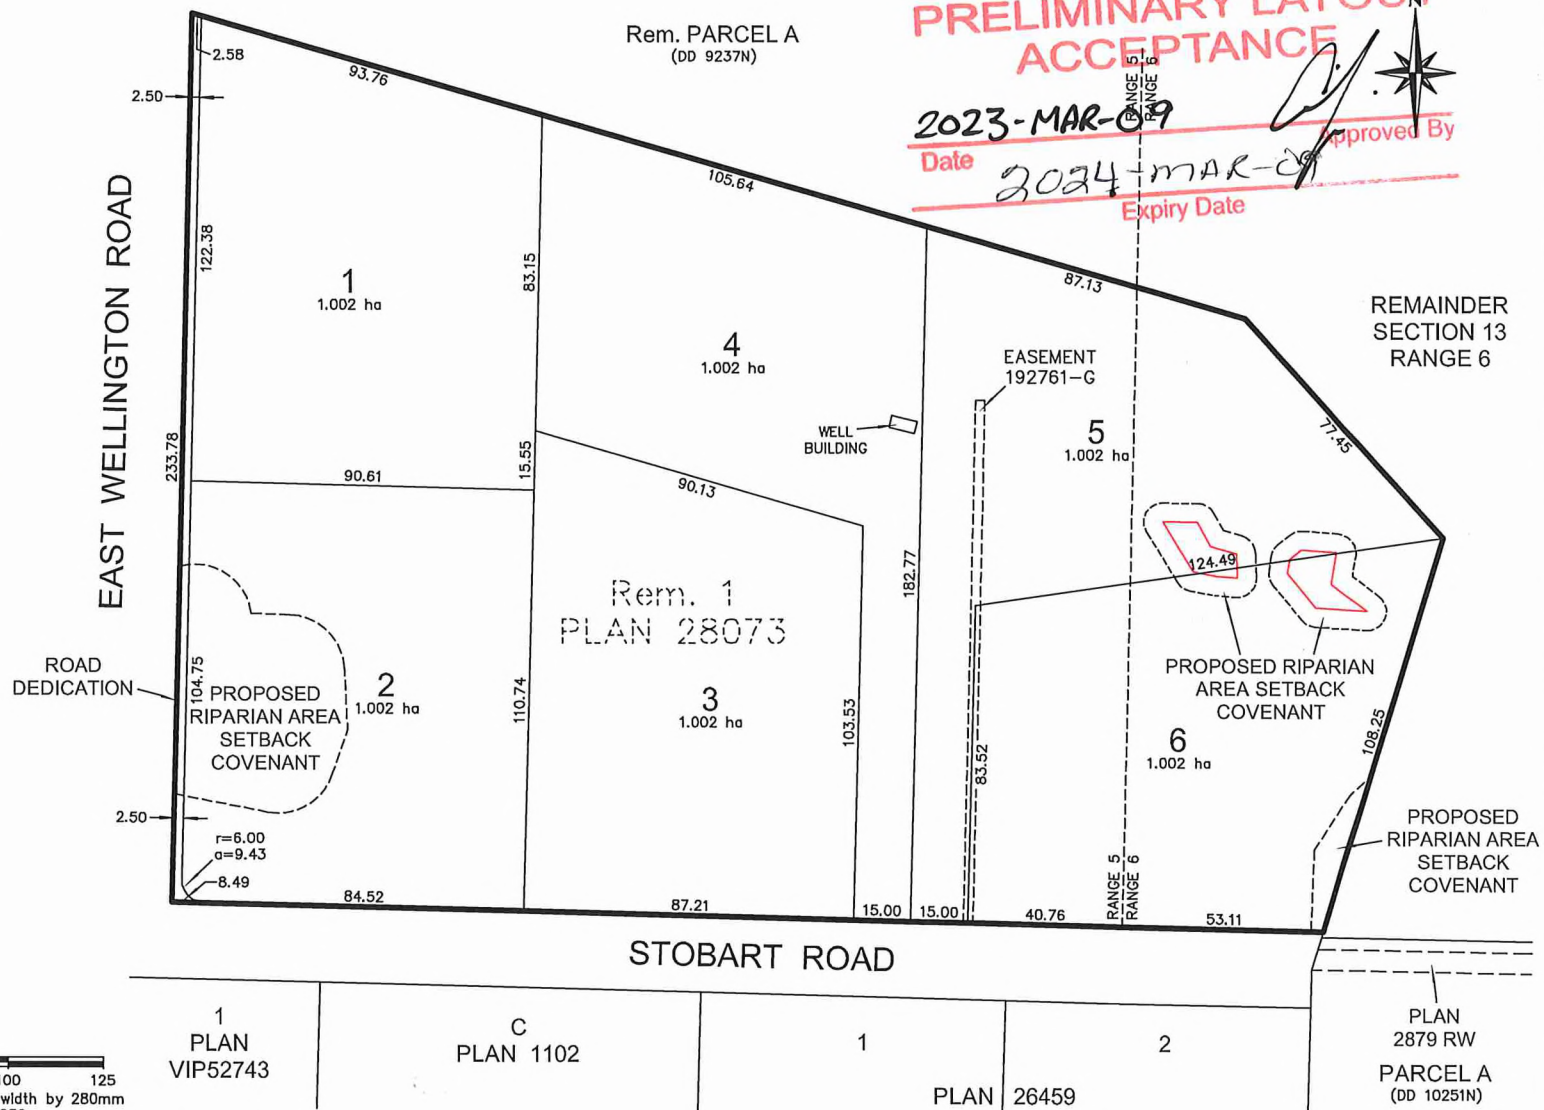 PRELIMINARY LAYOUT
ACCEPTANCE
N
Rem. PARCEL A
(DD 9237N)
2023-MAR-09
Date
Approved By
2024-MAR-09
Expiry Date
RANGE 5
RANGE 6
2.58
2.50
93.76
105.64
87.13
77.45
EAST WELLINGTON ROAD
122.38
233.78
83.15
1
1.002 ha
4
1.002 ha
EASEMENT
192761-G
REMAINDER
SECTION 13
RANGE 6
WELL
BUILDING
5
1.002 ha
90.61
15.55
90.13
182.77
124.49
Rem. 1
PLAN 28073
ROAD
DEDICATION
104.75
PROPOSED
RIPARIAN AREA
SETBACK
COVENANT
2
1.002 ha
110.74
3
1.002 ha
103.53
83.52
PROPOSED RIPARIAN
AREA SETBACK
COVENANT
6
1.002 ha
108.25
2.50
r=6.00
a=9.43
8.49
PROPOSED
RIPARIAN AREA
SETBACK
COVENANT
84.52
87.21
15.00
15.00
40.76
RANGE 5
RANGE 6
53.11
STOBART ROAD
1
PLAN
VIP52743
C
PLAN 1102
1
2
PLAN 26459
PLAN
2879 RW
PARCEL A
(DD 10251N)
100 125
width by 280mm